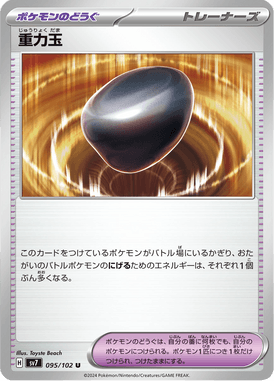 ポケモンのどうぐ
トレーナーズ
じゅうりょくだま
重力玉
このカードをつけているポケモンがバトル場にいるかぎり、おた
がいのバトルポケモンのにげるためのエネルギーは、それぞれ1個
ぶん多くなる。
Illus. Toyste Beach
H sv7 095/102 U
©2024 Pokémon/Nintendo/Creatures/GAME FREAK.
ポケモンのどうぐは、自分の番に何枚でも、自分の
ポケモンにつけられる。ポケモン1匹につき1枚だけ
つけられ、つけたままにする。